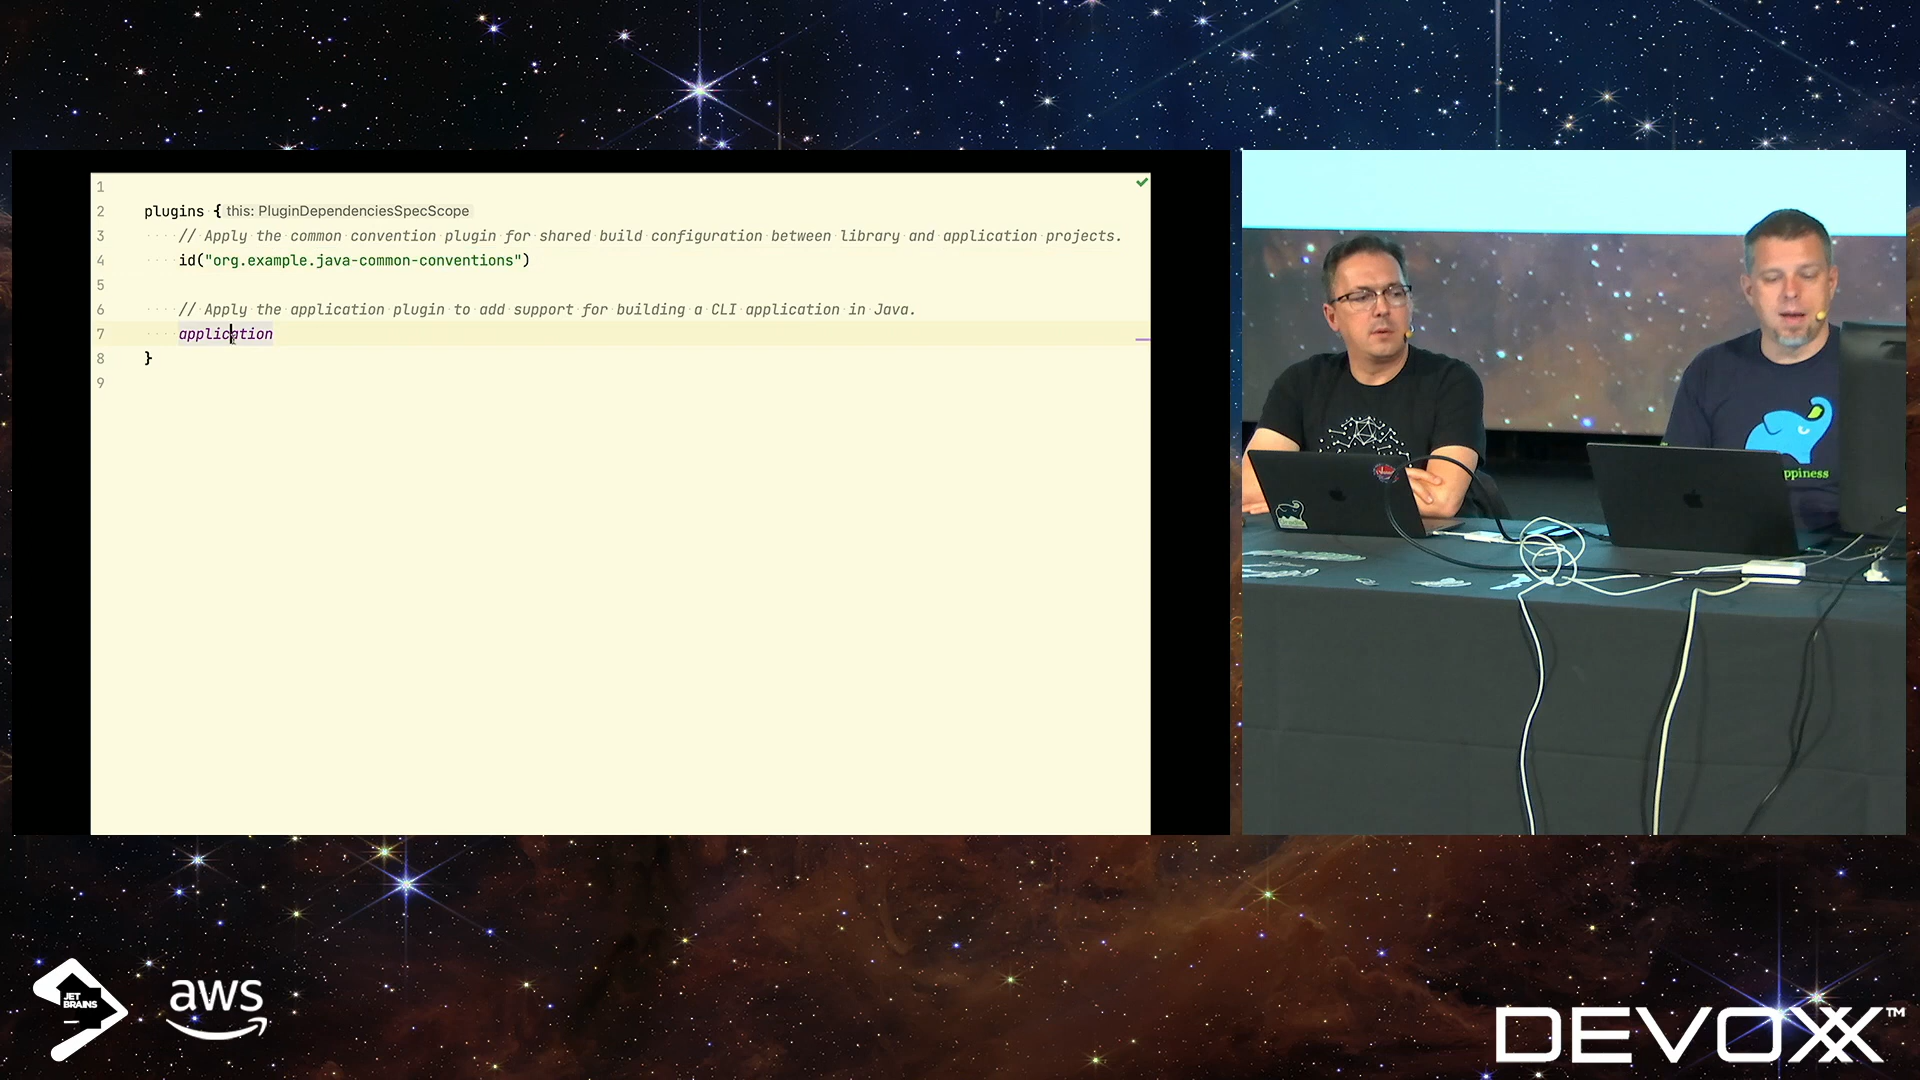 1
2 plugins { this: PluginDependenciesSpecScope
3 // Apply the common convention plugin for shared build configuration between library and application projects.
4 id("org.example.java-common-conventions")
5
6 // Apply the application plugin to add support for building a CLI application in Java.
7 application
8 }
9
ppiness
JET
BRAINS
aws
DEVOXX™